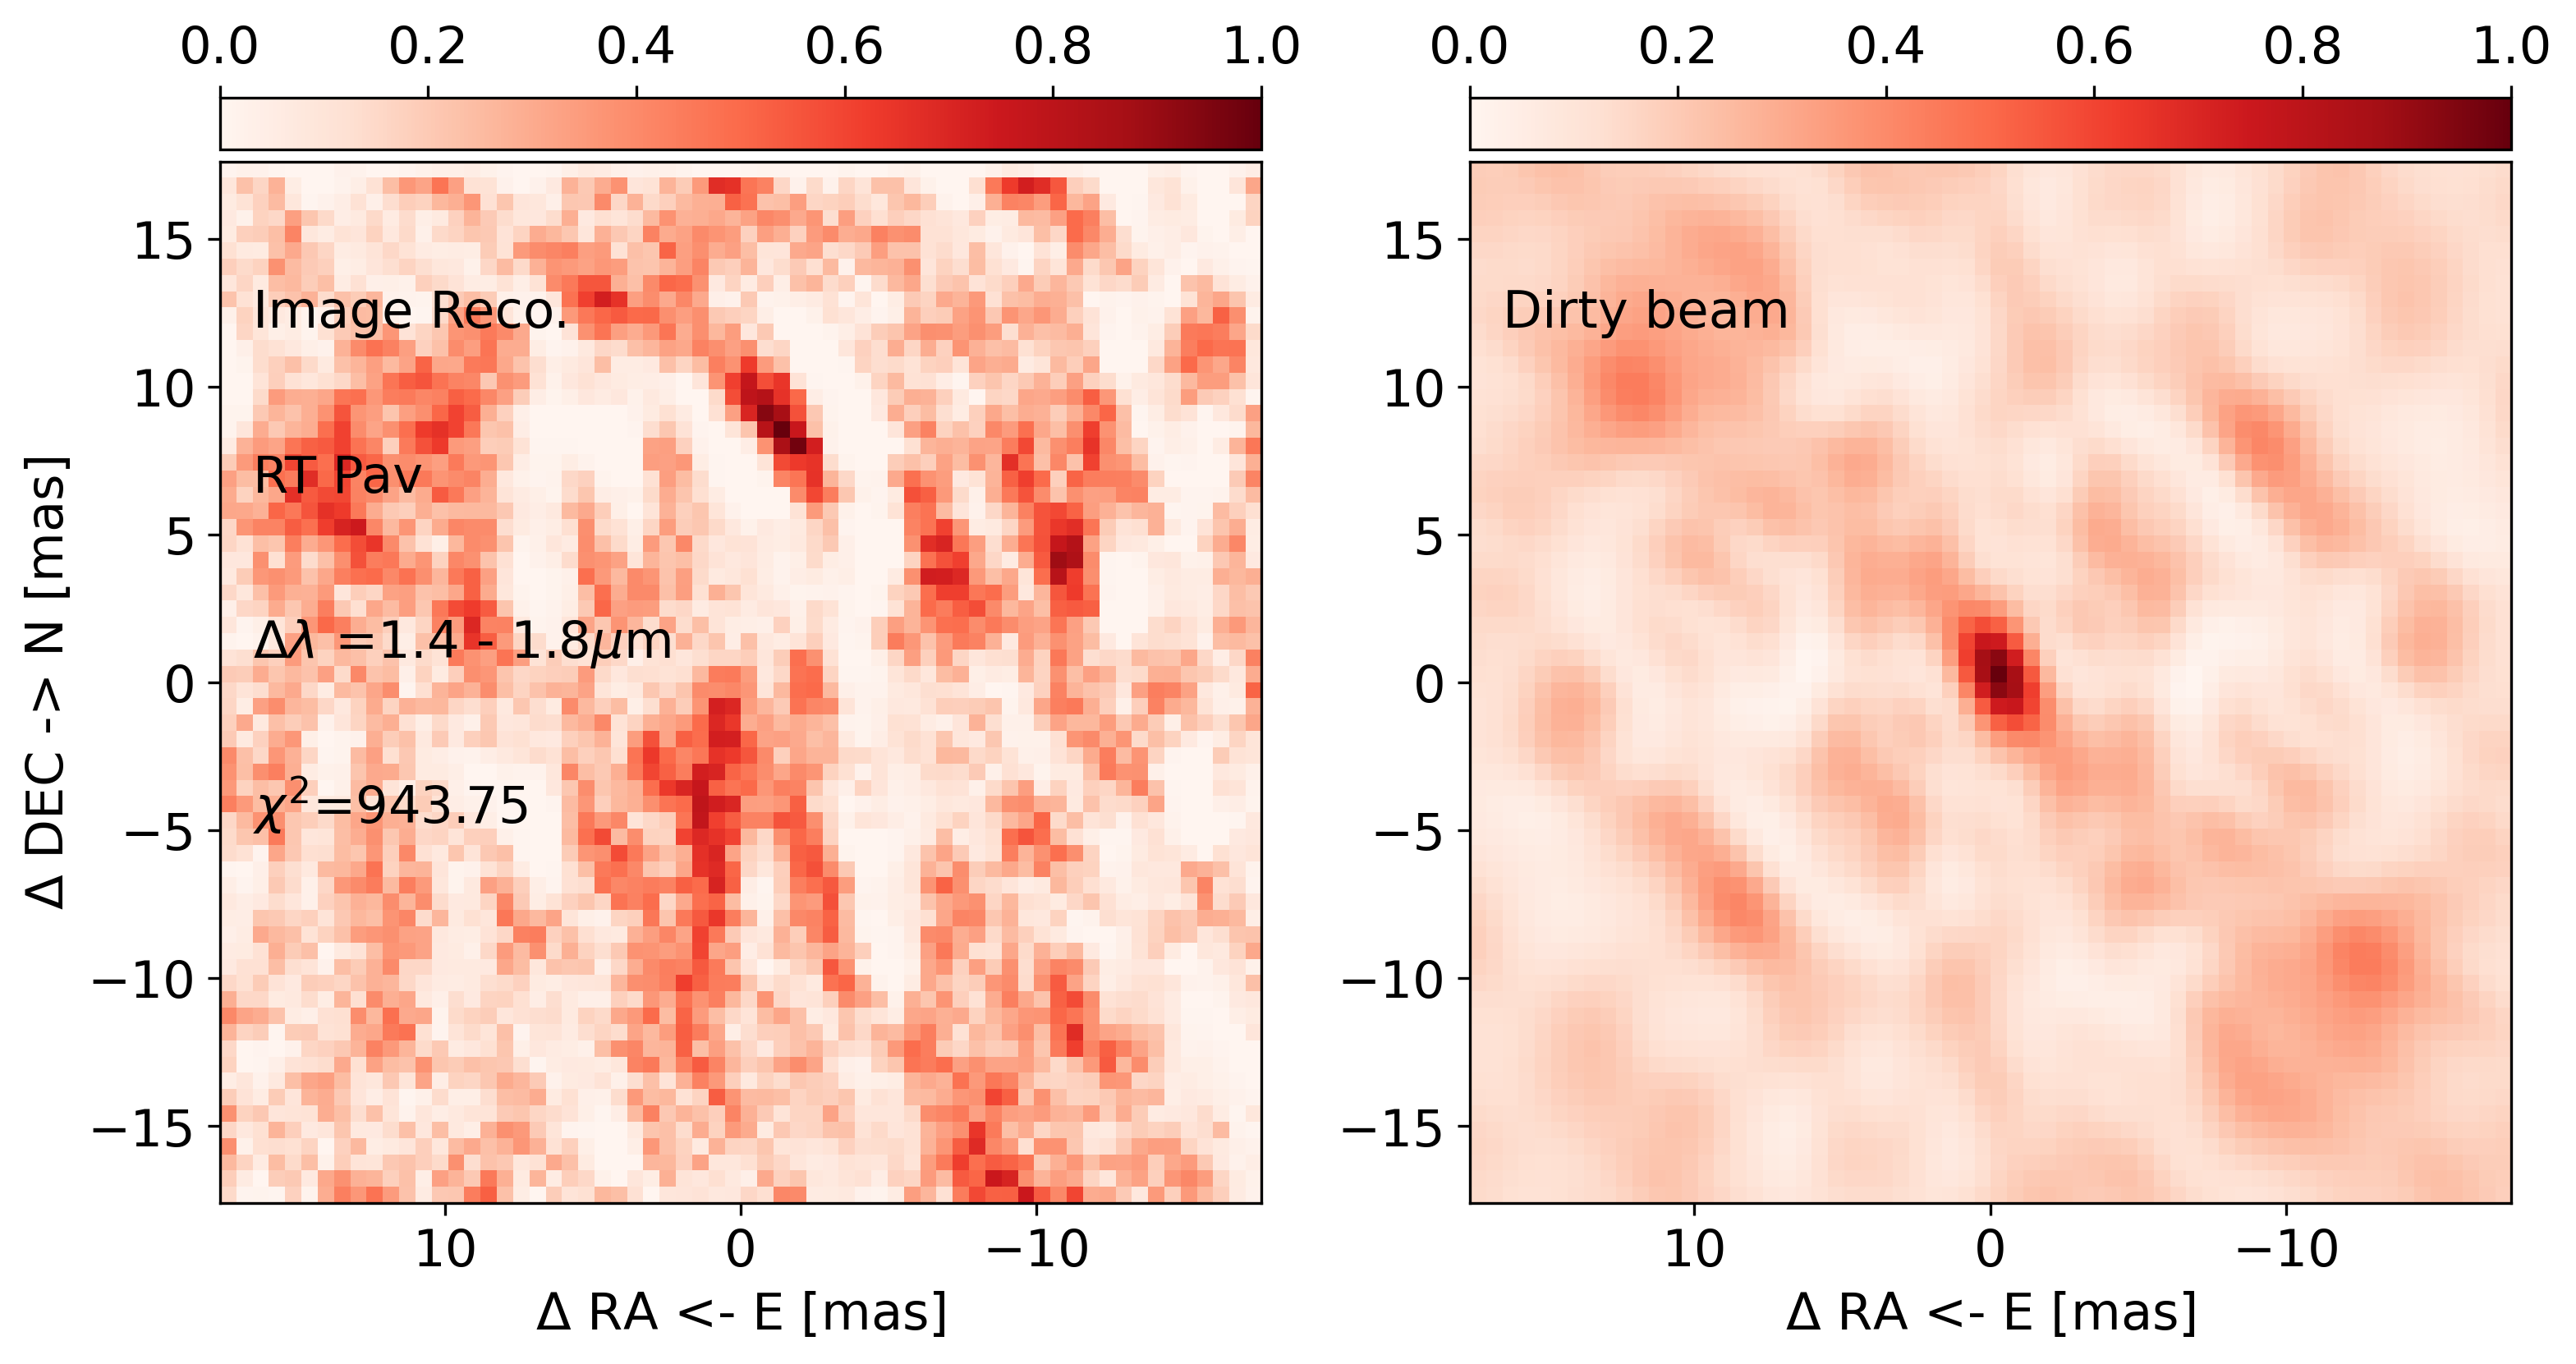 0.0 0.2 0.4 0.6 0.8 1.0
0.0 0.2 0.4 0.6 0.8 1.0
Image Reco.
RT Pav
Δλ =1.4 - 1.8μm
χ²=943.75
15
10
5
0
−5
−10
−15
Δ DEC -> N [mas]
10 0 −10
Δ RA <- E [mas]
Dirty beam
15
10
5
0
−5
−10
−15
10 0 −10
Δ RA <- E [mas]